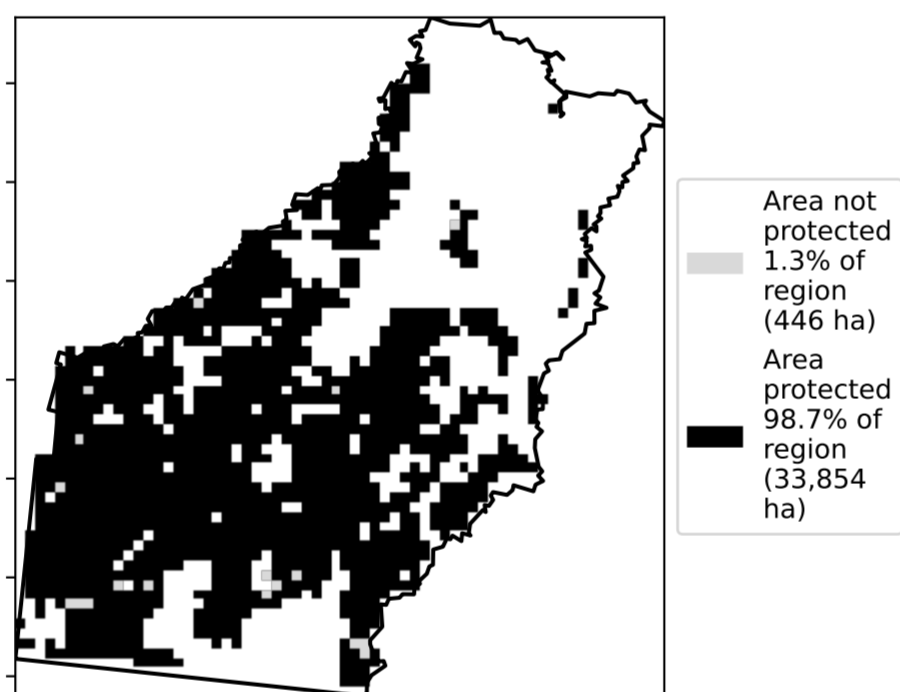 Area not
protected
1.3% of
region
(446 ha)
Area
protected
98.7% of
region
(33,854
ha)